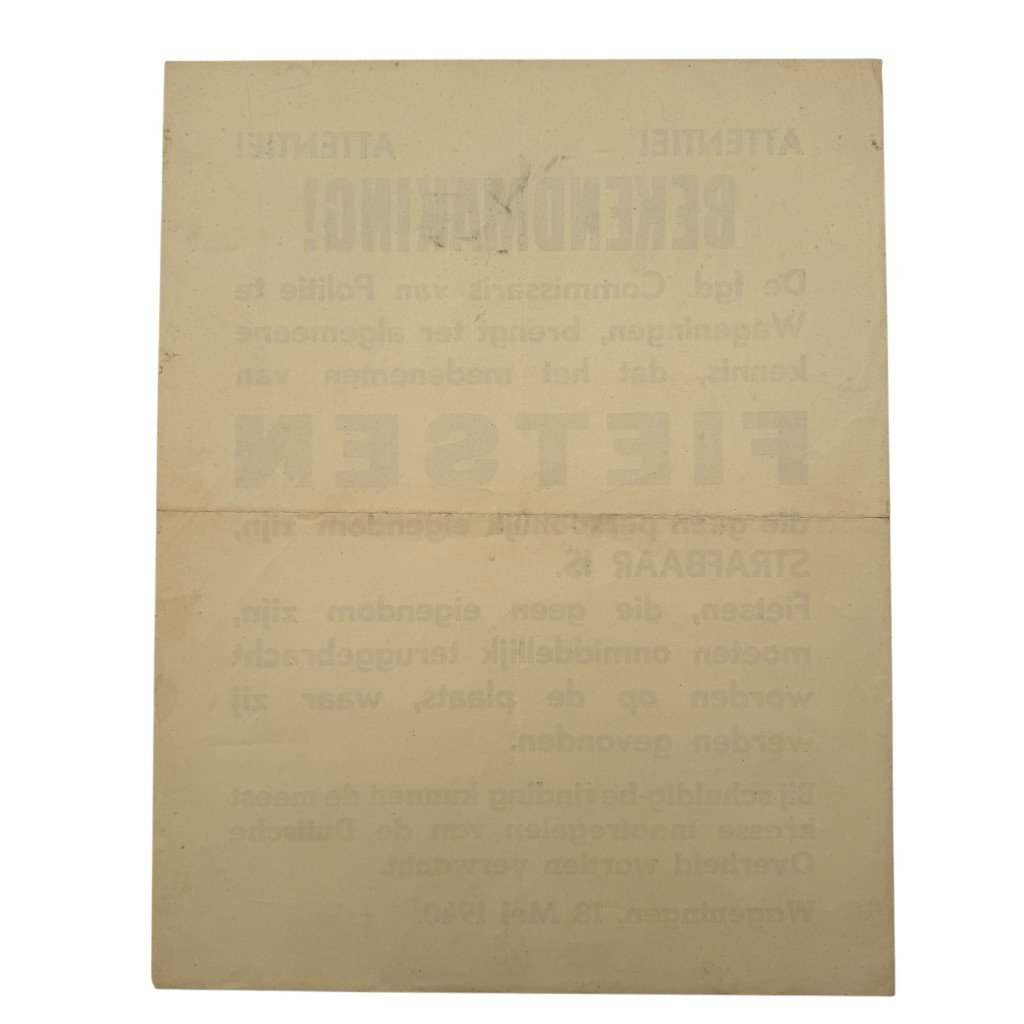 ATTENTIE! ATTENTIE!
BEKENDMAKING!
De fgd. Commissaris van Politie te
Wageningen, brengt ter algemeene
kennis, dat het medenemen van
FIETSEN
die geen persoonlijk eigendom zijn,
STRAFBAAR IS.
Fietsen, die geen eigendom zijn,
moeten onmiddellijk teruggebracht
worden op de plaats, waar zij
werden gevonden.
Bij schuldig-bevinding kunnen de meest
krasse maatregelen van de Duitsche
Overheid worden verwacht.
Wageningen, 18 Mei 1940.